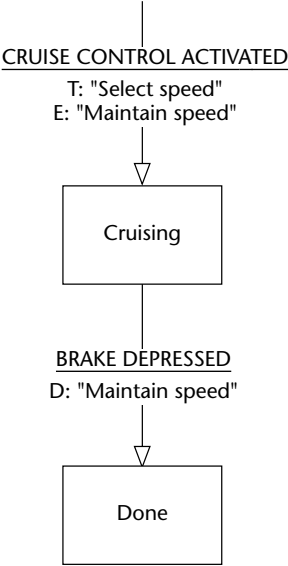 CRUISE CONTROL ACTIVATED
T: "Select speed"
E: "Maintain speed"
Cruising
BRAKE DEPRESSED
D: "Maintain speed"
Done